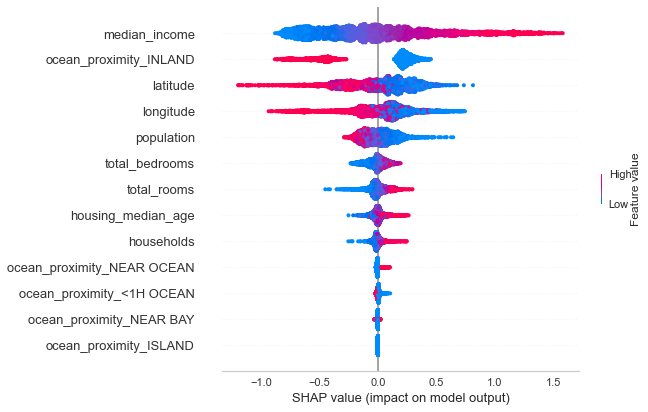 median_income
ocean_proximity_INLAND
latitude
longitude
population
total_bedrooms
total_rooms
housing_median_age
households
ocean_proximity_NEAR OCEAN
ocean_proximity_<1H OCEAN
ocean_proximity_NEAR BAY
ocean_proximity_ISLAND
−1.0 −0.5 0.0 0.5 1.0 1.5
SHAP value (impact on model output)
High
Low
Feature value